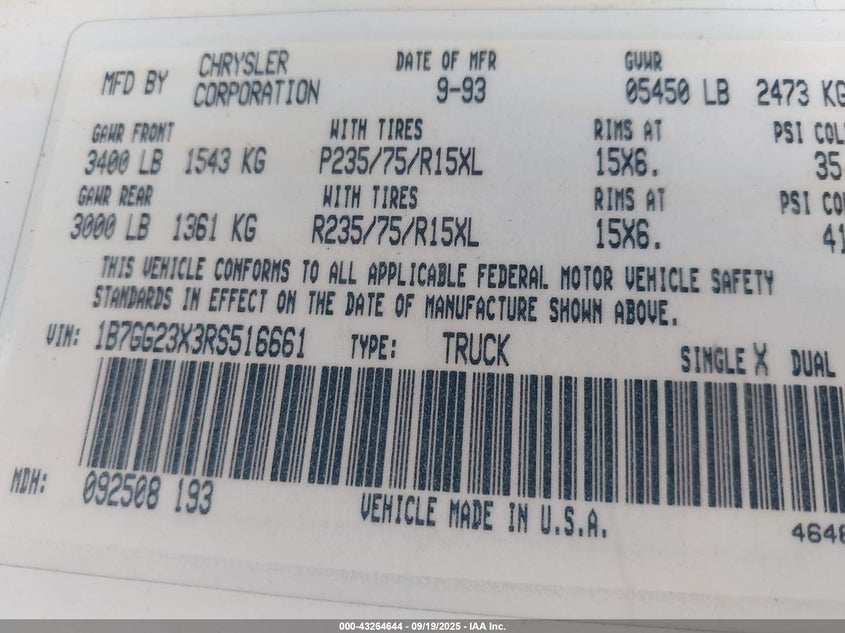 MFD BY CHRYSLER CORPORATION DATE OF MFR 9-93 GVWR 05450 LB 2473 KG
GAWR FRONT WITH TIRES RIMS AT PSI COL
3400 LB 1543 KG P235/75/R15XL 15X6. 35
GAWR REAR WITH TIRES RIMS AT PSI CO
3000 LB 1361 KG R235/75/R15XL 15X6. 41
THIS VEHICLE CONFORMS TO ALL APPLICABLE FEDERAL MOTOR VEHICLE SAFETY
STANDARDS IN EFFECT ON THE DATE OF MANUFACTURE SHOWN ABOVE.
VIN: 1B7GG23X3RS516661 TYPE: TRUCK SINGLE X DUAL
MDH: 092508 193 VEHICLE MADE IN U.S.A. 4648
000-43264644 - 09/19/2025 - IAA Inc.